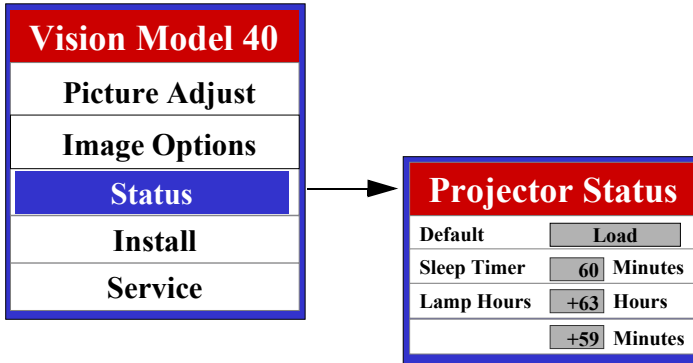 Vision Model 40
Picture Adjust
Image Options
Status
Install
Service
Projector Status
Default Load
Sleep Timer 60 Minutes
Lamp Hours +63 Hours
+59 Minutes